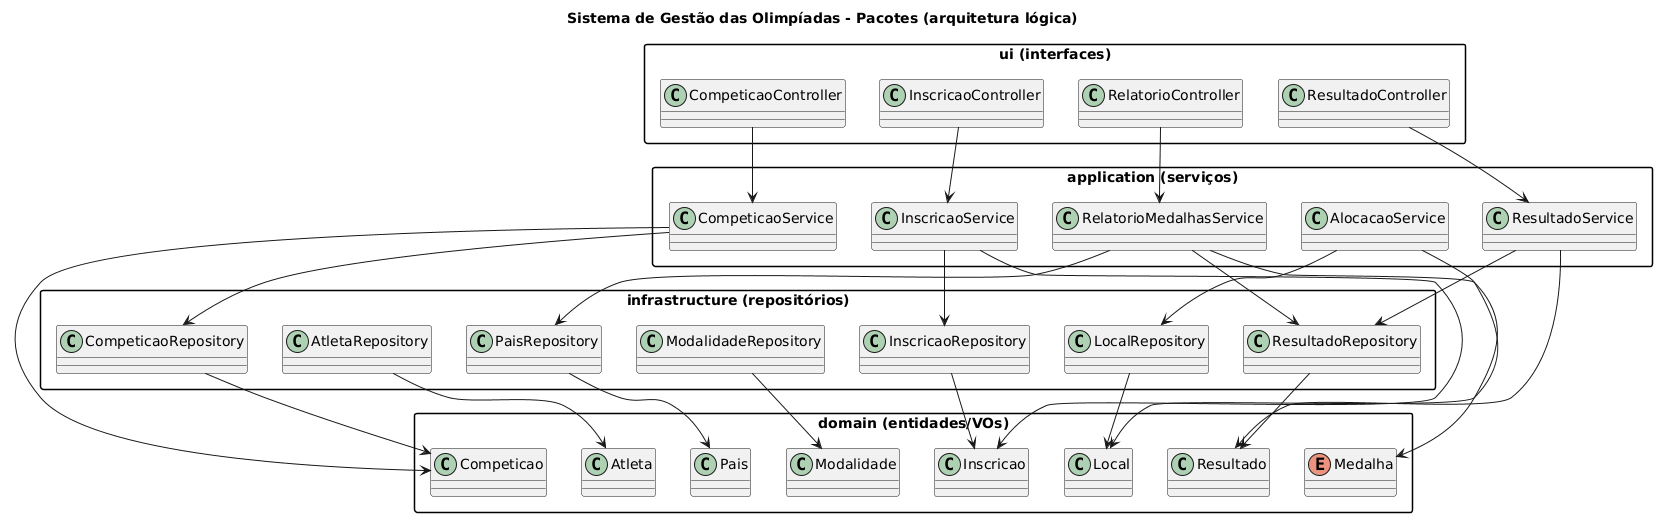 Sistema de Gestão das Olimpíadas - Pacotes (arquitetura lógica)
ui (interfaces)
C CompeticaoController
C InscricaoController
C RelatorioController
C ResultadoController
application (serviços)
C CompeticaoService
C InscricaoService
C RelatorioMedalhasService
C AlocacaoService
C ResultadoService
infrastructure (repositórios)
C CompeticaoRepository
C AtletaRepository
C PaisRepository
C ModalidadeRepository
C InscricaoRepository
C LocalRepository
C ResultadoRepository
domain (entidades/VOs)
C Competicao
C Atleta
C Pais
C Modalidade
C Inscricao
C Local
C Resultado
E Medalha